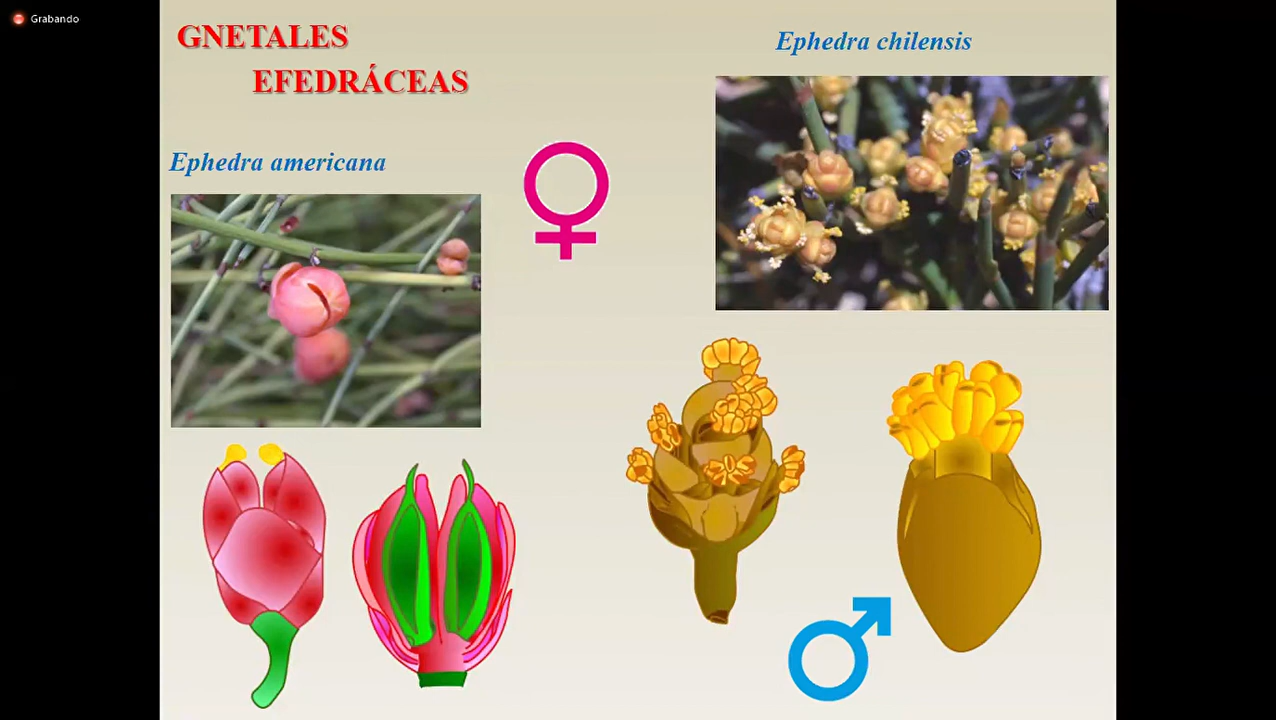 Grabando
GNETALES
EFEDRÁCEAS
Ephedra chilensis
Ephedra americana